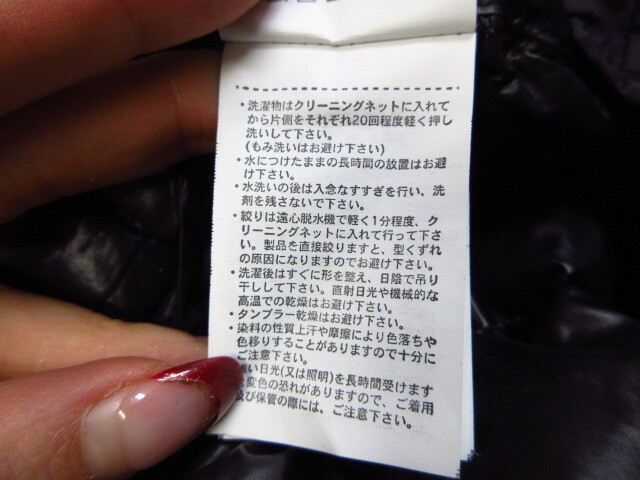 ・洗濯物はクリーニングネットに入れて
から片側をそれぞれ20回程度軽く押し
洗いして下さい。
(もみ洗いはお避け下さい)
・水につけたままの長時間の放置はお避
け下さい。
・水洗いの後は入念なすすぎを行い、洗
剤を残さないで下さい。
・絞りは遠心脱水機で軽く1分程度、ク
リーニングネットに入れて行って下さ
い。製品を直接絞りますと、型くずれ
の原因になりますのでお避け下さい。
・洗濯後はすぐに形を整え、日陰で吊り
干しして下さい。直射日光や機械的な
高温での乾燥はお避け下さい。
・タンブラー乾燥はお避け下さい。
・染料の性質上汗や摩擦により色落ちや
色移りすることがありますので十分に
ご注意下さい。
い日光(又は照明)を長時間受けます
変色の恐れがありますので、ご着用
及び保管の際には、ご注意下さい。